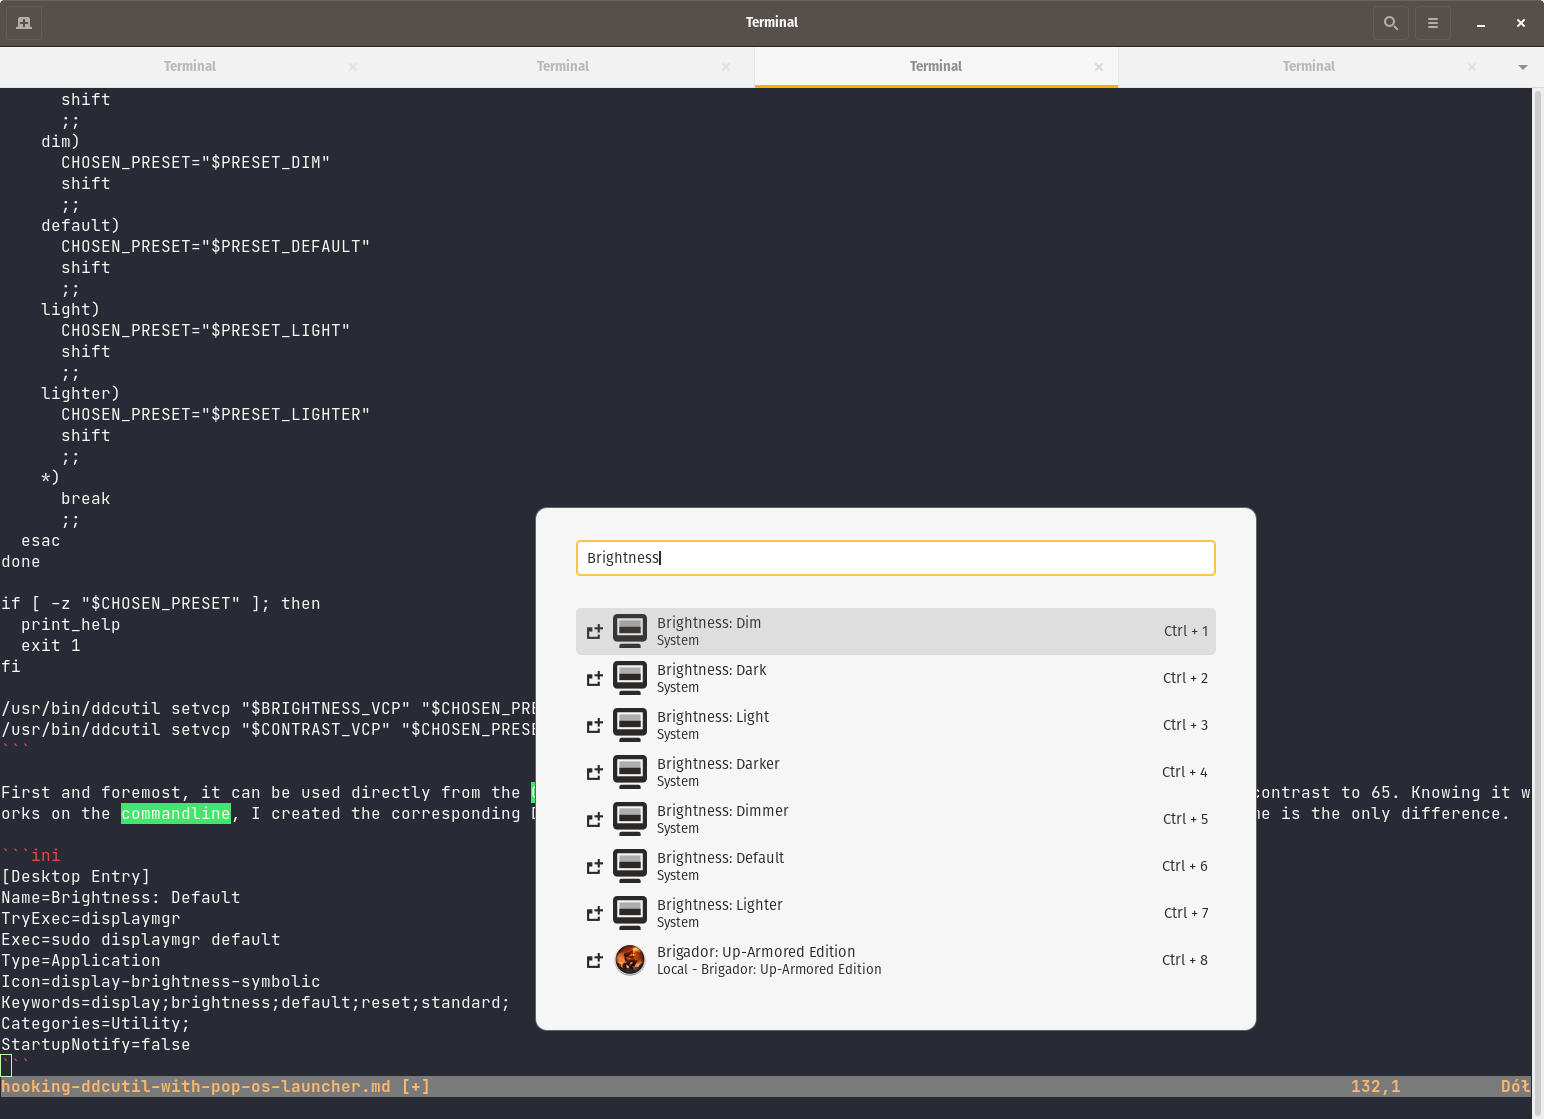 Terminal
Terminal
Terminal
Terminal
Terminal
shift
;;
dim)
CHOSEN_PRESET="$PRESET_DIM"
shift
;;
default)
CHOSEN_PRESET="$PRESET_DEFAULT"
shift
;;
light)
CHOSEN_PRESET="$PRESET_LIGHT"
shift
;;
lighter)
CHOSEN_PRESET="$PRESET_LIGHTER"
shift
;;
*)
break
;;
esac
done
if [ -z "$CHOSEN_PRESET" ]; then
print_help
exit 1
fi
/usr/bin/ddcutil setvcp "$BRIGHTNESS_VCP" "$CHOSEN_PRE
/usr/bin/ddcutil setvcp "$CONTRAST_VCP" "$CHOSEN_PRESE
```
First and foremost, it can be used directly from the contrast to 65. Knowing it w
orks on the commandline, I created the corresponding is the only difference.
```ini
[Desktop Entry]
Name=Brightness: Default
TryExec=displaymgr
Exec=sudo displaymgr default
Type=Application
Icon=display-brightness-symbolic
Keywords=display;brightness;default;reset;standard;
Categories=Utility;
StartupNotify=false
```
hooking-ddcutil-with-pop-os-launcher.md [+] 132,1 Dół
Brightness
Brightness: Dim
System
Ctrl + 1
Brightness: Dark
System
Ctrl + 2
Brightness: Light
System
Ctrl + 3
Brightness: Darker
System
Ctrl + 4
Brightness: Dimmer
System
Ctrl + 5
Brightness: Default
System
Ctrl + 6
Brightness: Lighter
System
Ctrl + 7
Brigador: Up-Armored Edition
Local - Brigador: Up-Armored Edition
Ctrl + 8